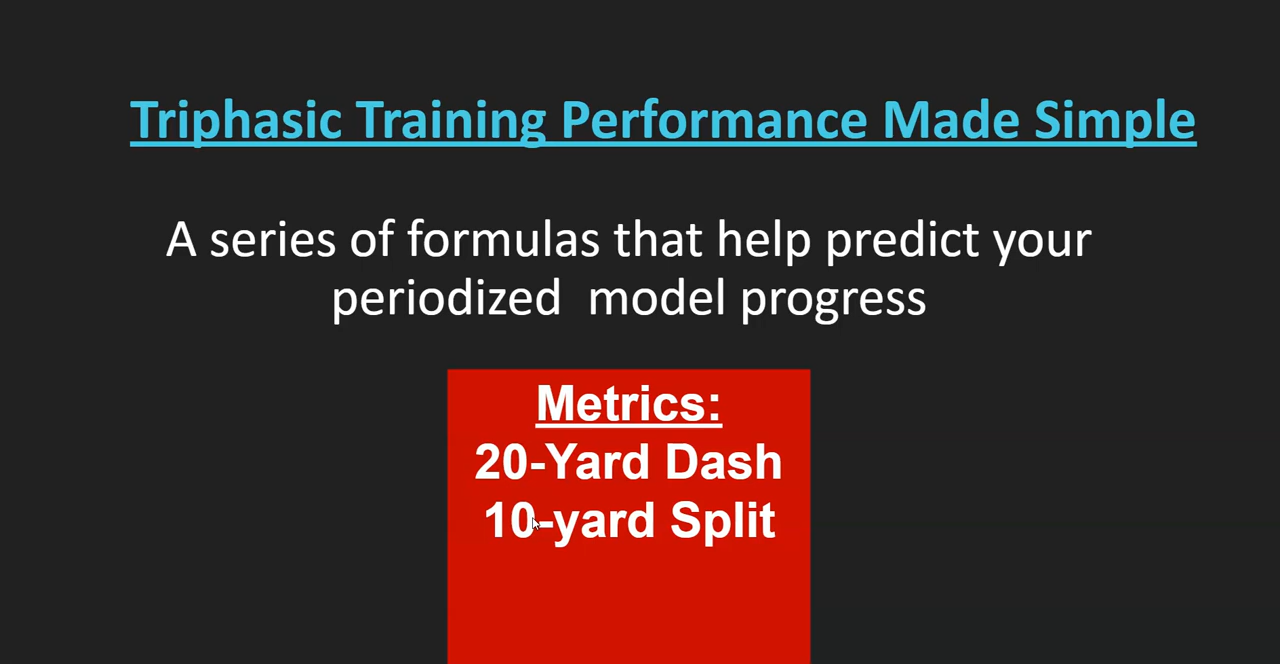 Triphasic Training Performance Made Simple
A series of formulas that help predict your
periodized  model progress
Metrics:
20-Yard Dash
10-yard Split